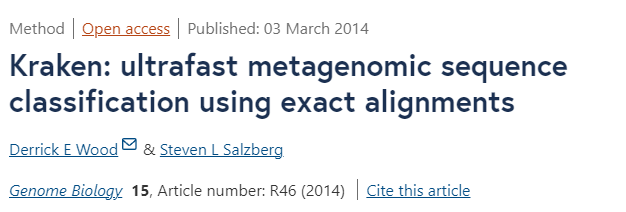 Method | Open access | Published: 03 March 2014
Kraken: ultrafast metagenomic sequence
classification using exact alignments
Derrick E Wood & Steven L Salzberg
Genome Biology 15, Article number: R46 (2014) | Cite this article